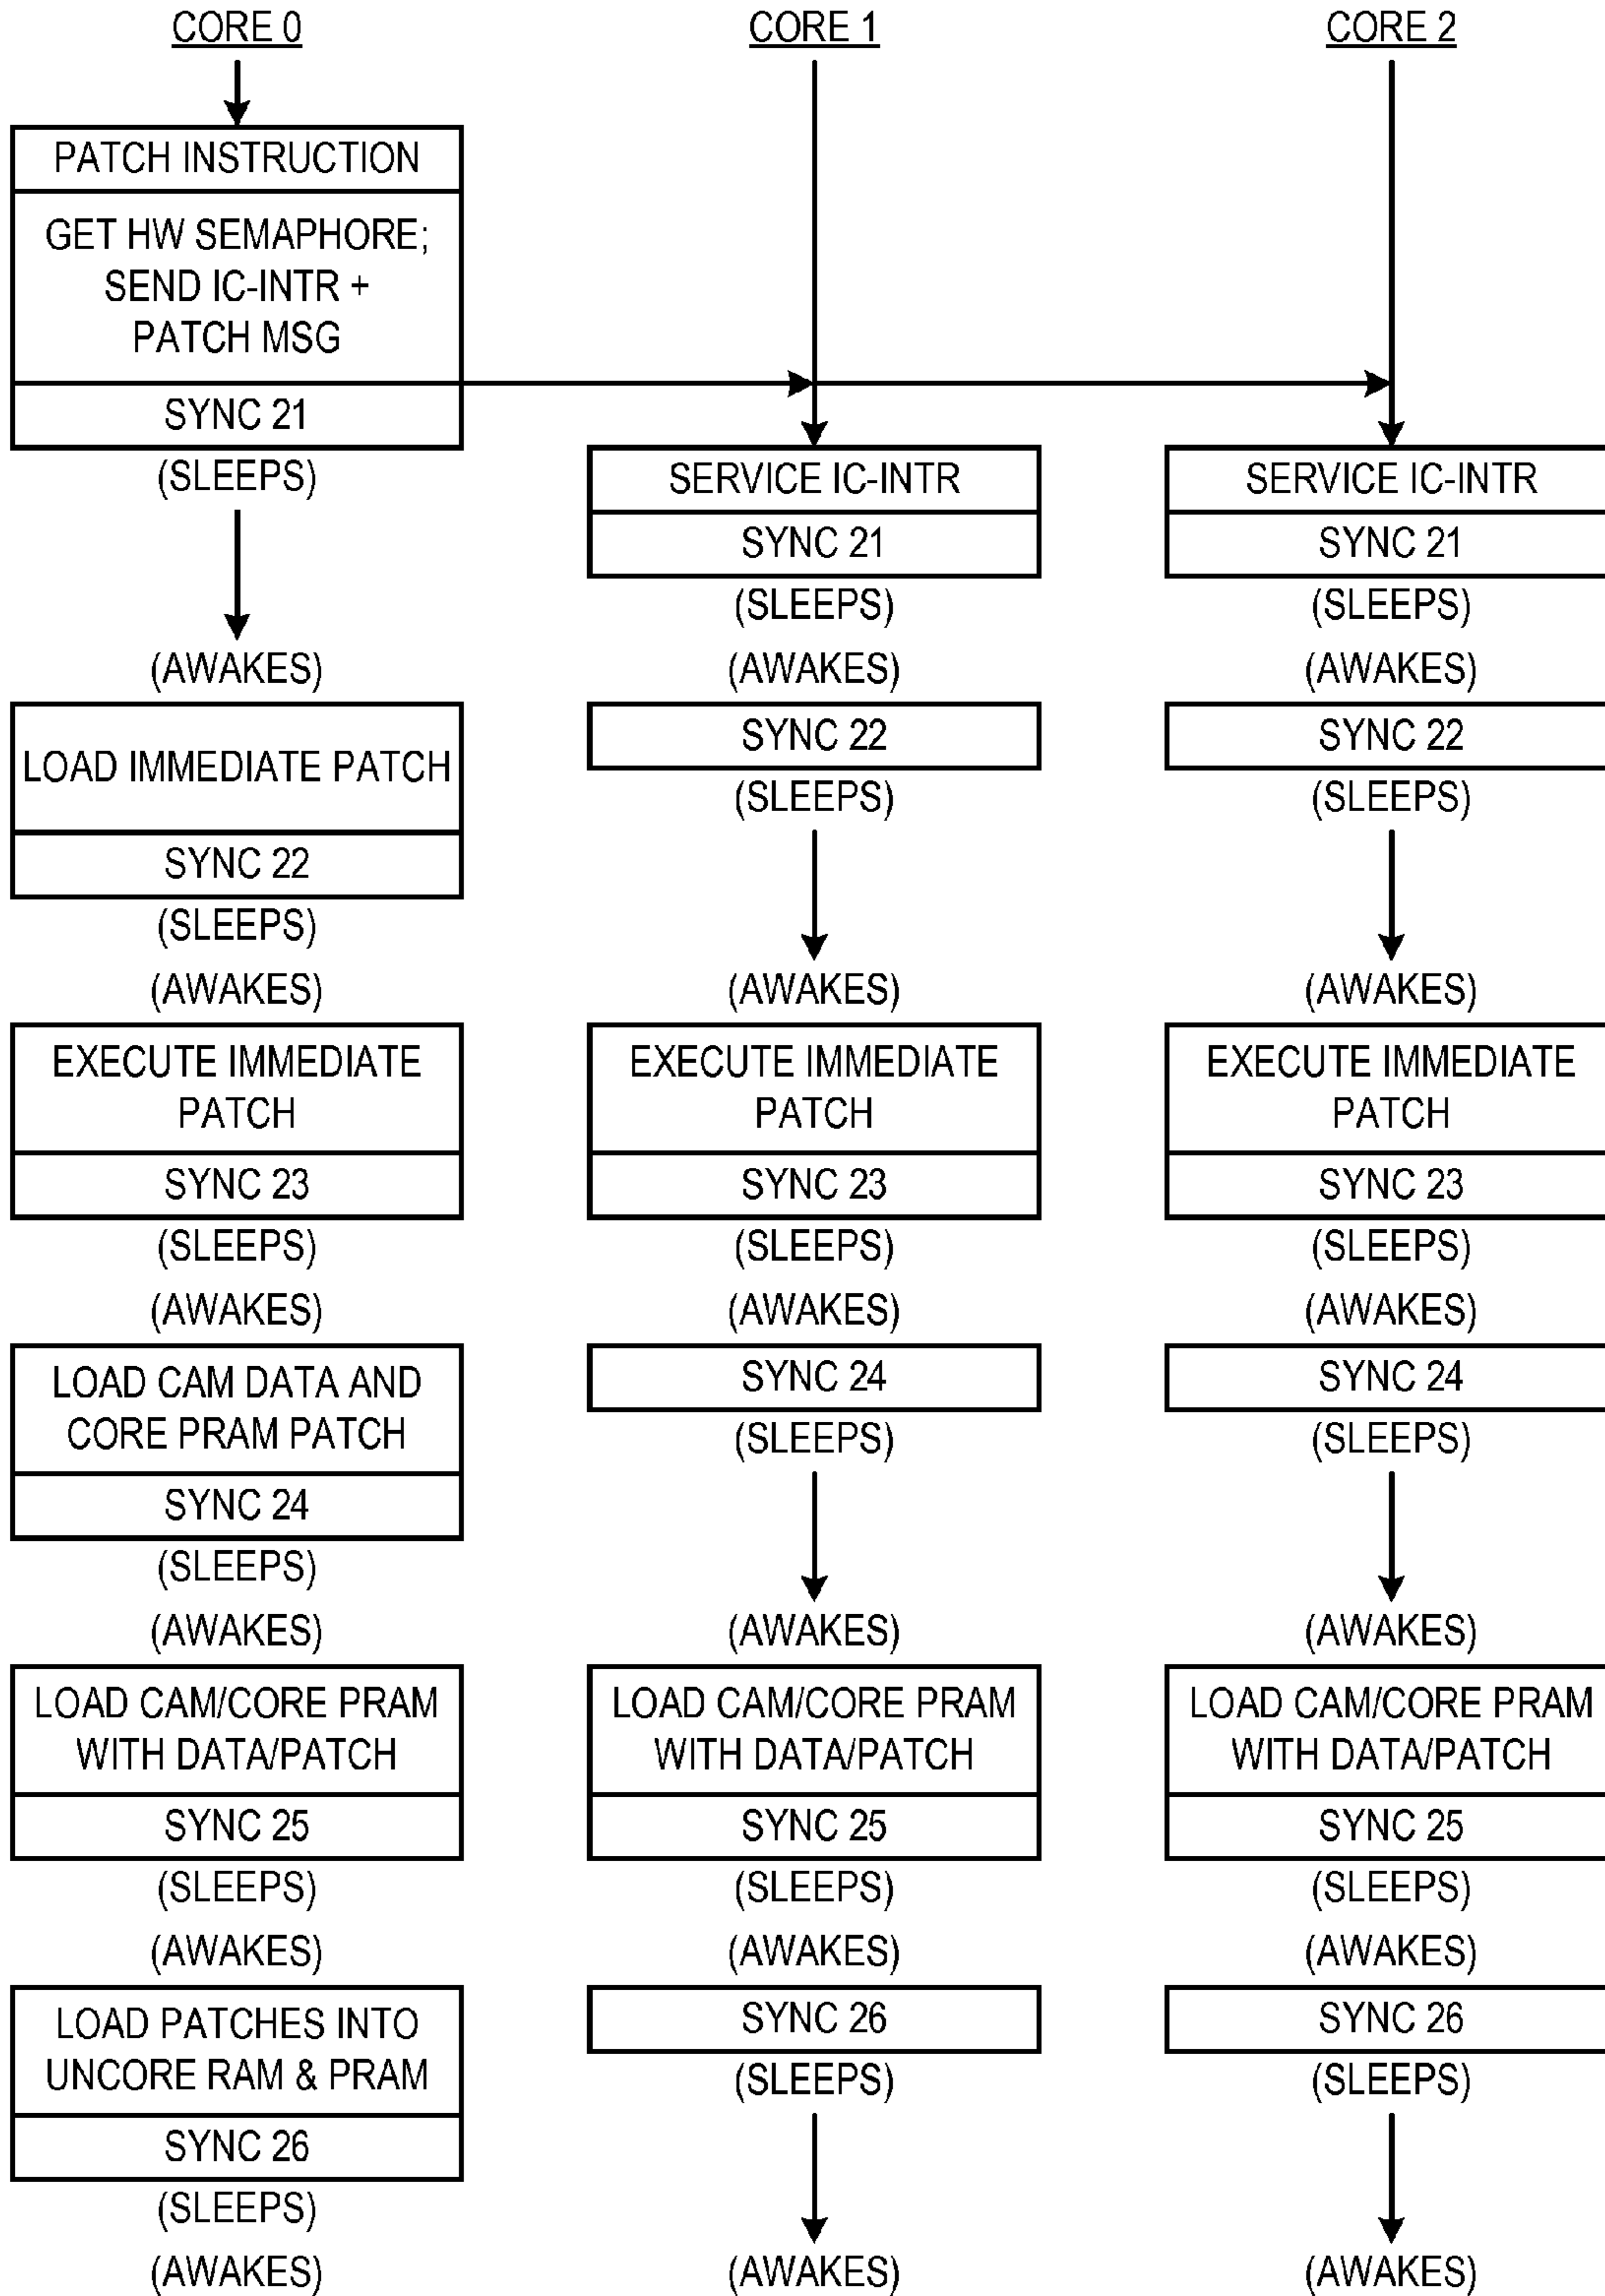 CORE 0
PATCH INSTRUCTION
GET HW SEMAPHORE;
SEND IC-INTR +
PATCH MSG
SYNC 21
(SLEEPS)
(AWAKES)
LOAD IMMEDIATE PATCH
SYNC 22
(SLEEPS)
(AWAKES)
EXECUTE IMMEDIATE
PATCH
SYNC 23
(SLEEPS)
(AWAKES)
LOAD CAM DATA AND
CORE PRAM PATCH
SYNC 24
(SLEEPS)
(AWAKES)
LOAD CAM/CORE PRAM
WITH DATA/PATCH
SYNC 25
(SLEEPS)
(AWAKES)
LOAD PATCHES INTO
UNCORE RAM & PRAM
SYNC 26
(SLEEPS)
(AWAKES)
CORE 1
SERVICE IC-INTR
SYNC 21
(SLEEPS)
(AWAKES)
SYNC 22
(SLEEPS)
(AWAKES)
EXECUTE IMMEDIATE
PATCH
SYNC 23
(SLEEPS)
(AWAKES)
SYNC 24
(SLEEPS)
(AWAKES)
LOAD CAM/CORE PRAM
WITH DATA/PATCH
SYNC 25
(SLEEPS)
(AWAKES)
SYNC 26
(SLEEPS)
(AWAKES)
CORE 2
SERVICE IC-INTR
SYNC 21
(SLEEPS)
(AWAKES)
SYNC 22
(SLEEPS)
(AWAKES)
EXECUTE IMMEDIATE
PATCH
SYNC 23
(SLEEPS)
(AWAKES)
SYNC 24
(SLEEPS)
(AWAKES)
LOAD CAM/CORE PRAM
WITH DATA/PATCH
SYNC 25
(SLEEPS)
(AWAKES)
SYNC 26
(SLEEPS)
(AWAKES)